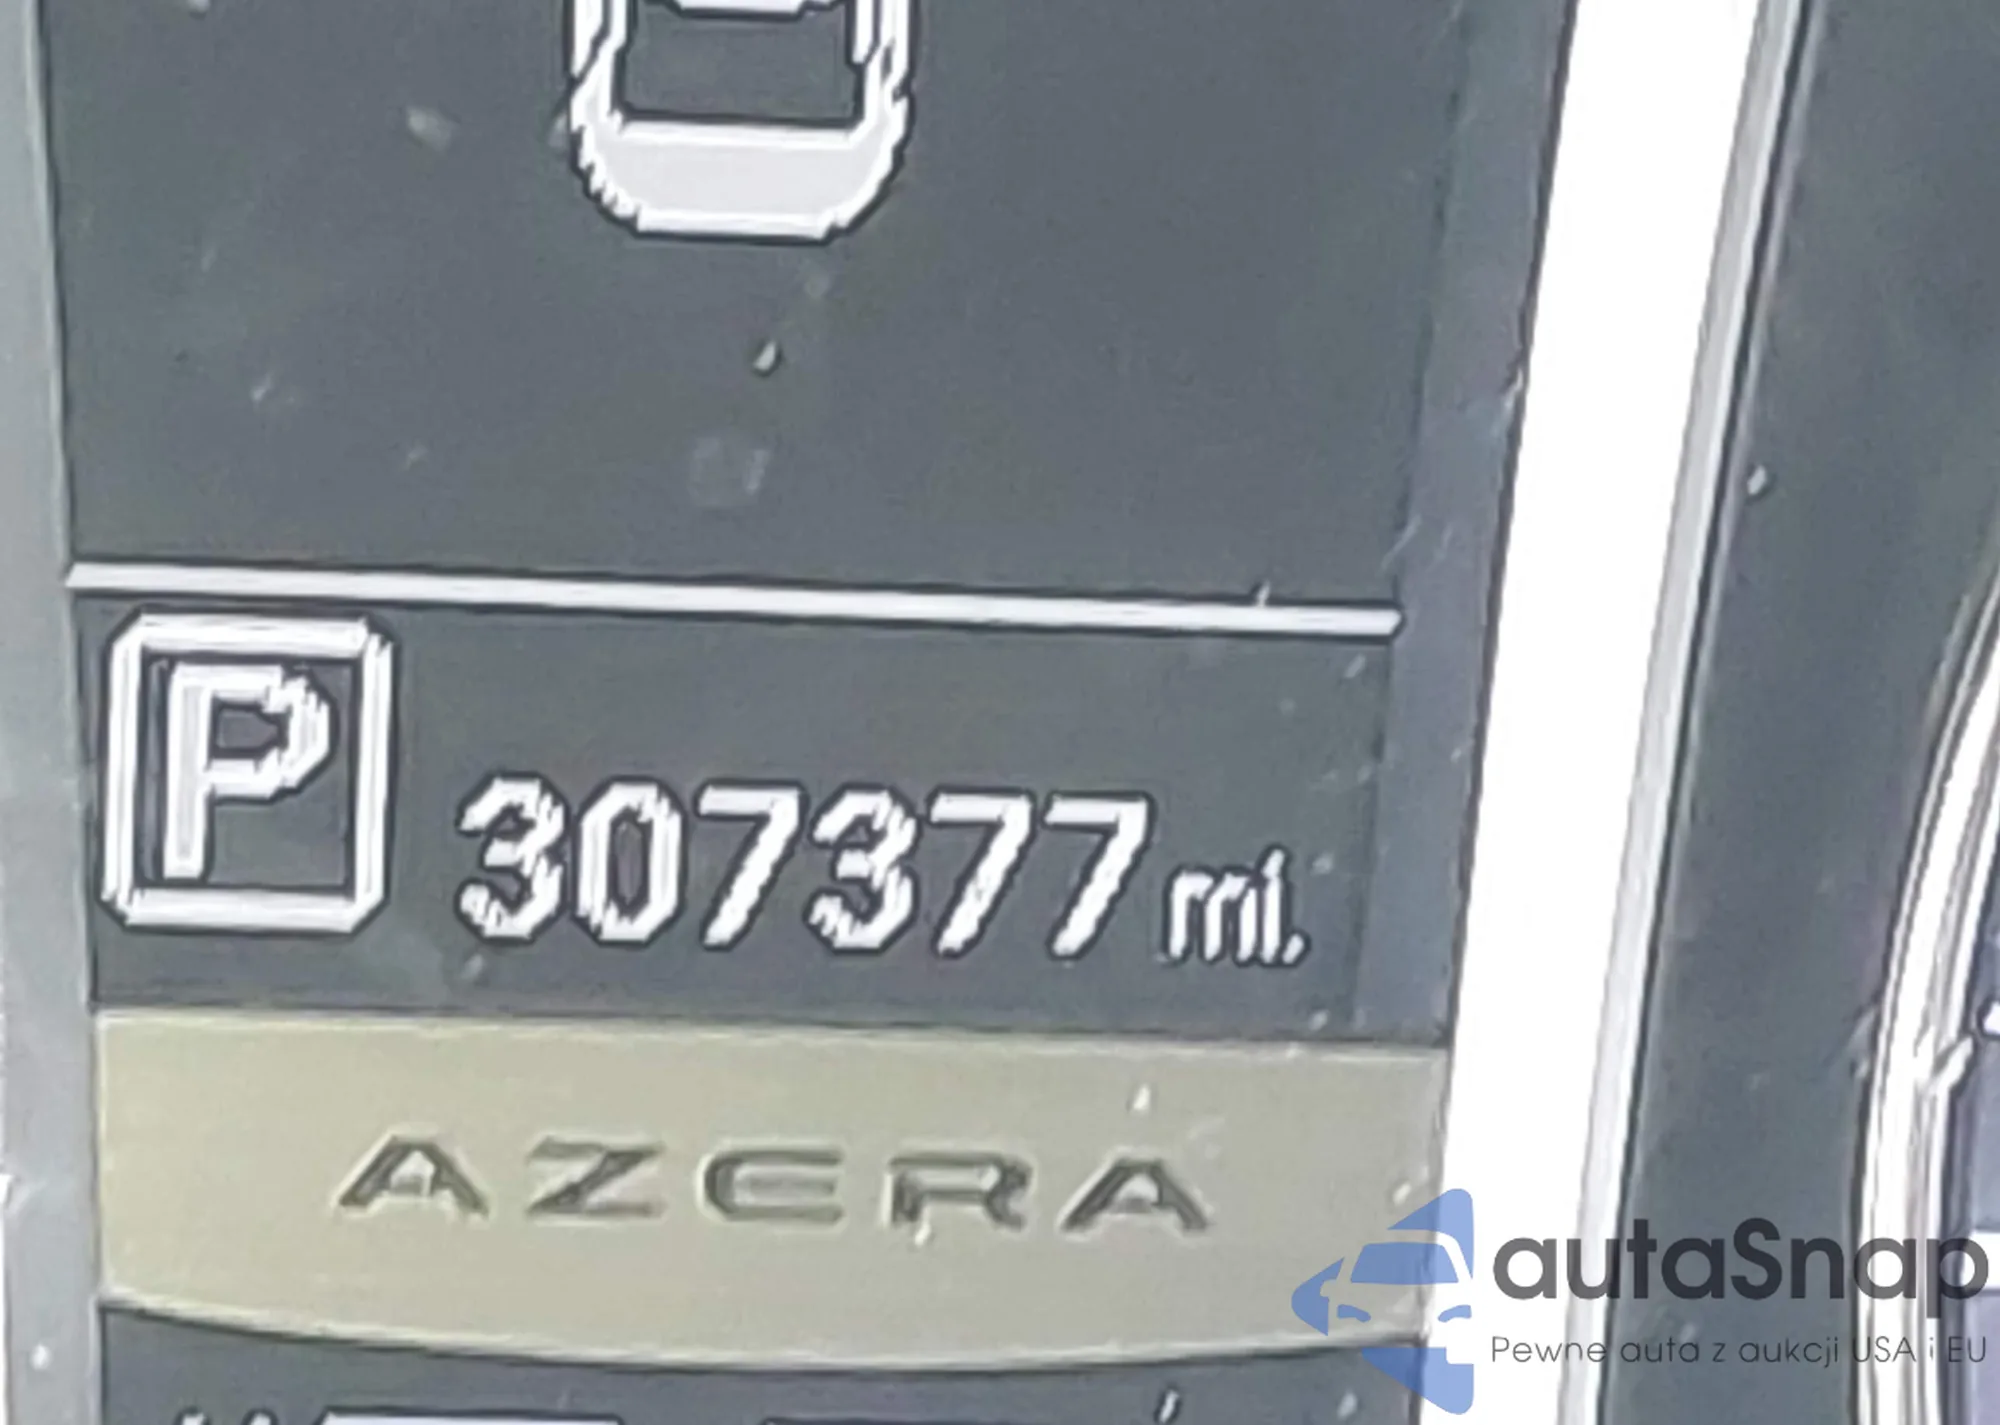 P 307377 mi.
AZERA
autaSnap
Pewne auta z aukcji USA i EU